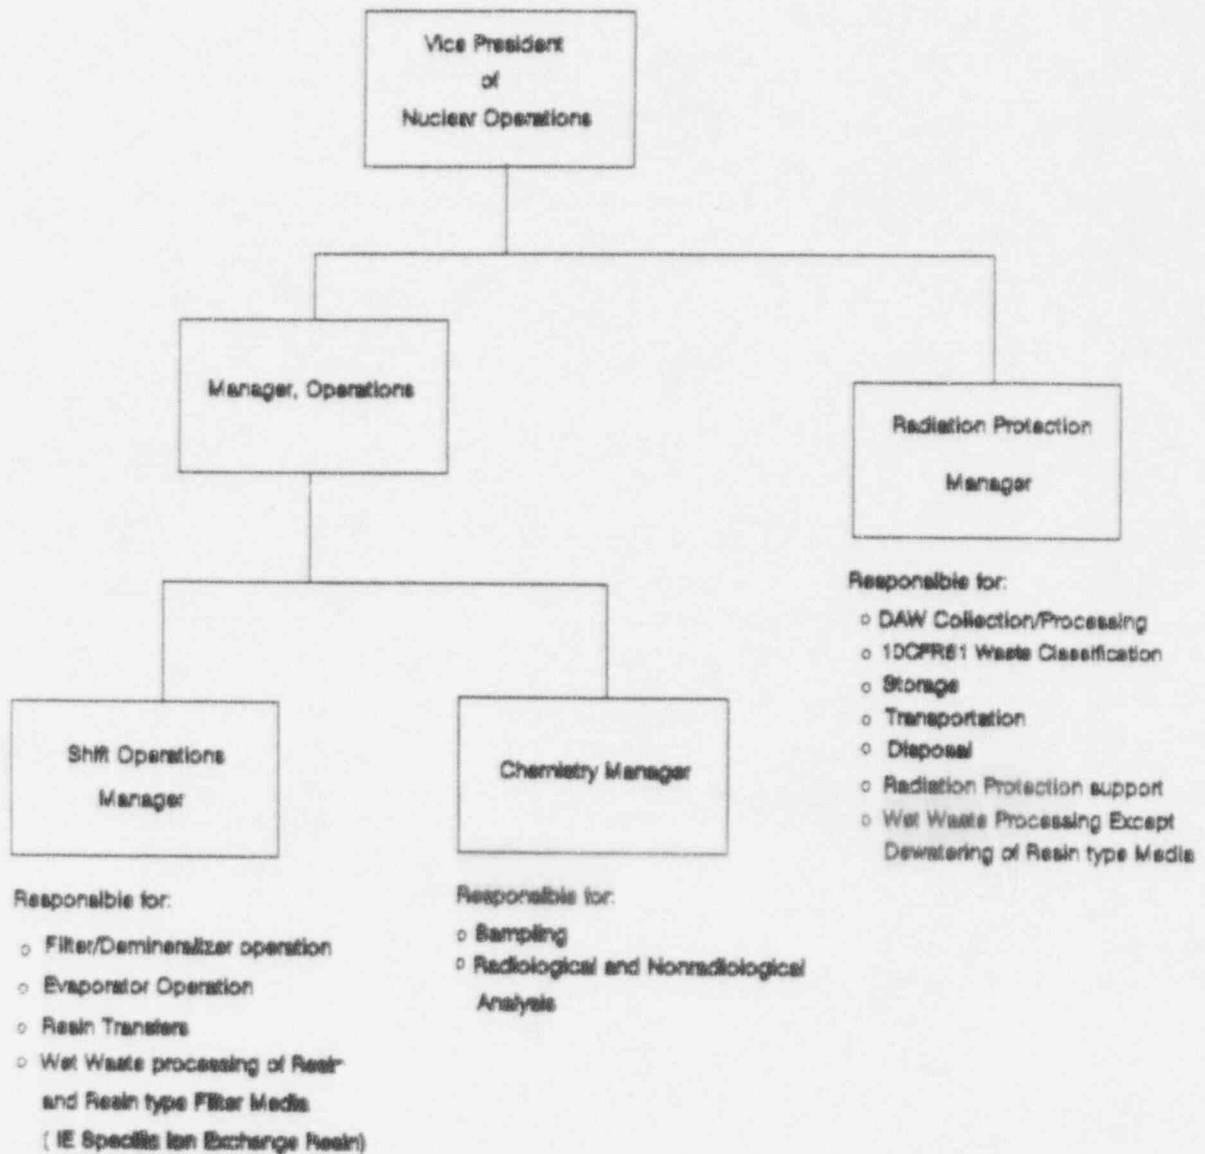 Vice President
of
Nuclear Operations
Manager, Operations
Radiation Protection
Manager
Responsible for:
o DAW Collection/Processing
o 10CFR61 Waste Classification
o Storage
o Transportation
o Disposal
o Radiation Protection support
o Wet Waste Processing Except
Dewatering of Resin type Media
Shift Operations
Manager
Responsible for:
o Filter/Demineralizer operation
o Evaporator Operation
o Resin Transfers
o Wet Waste processing of Resin
and Resin type Filter Media
( IE Specific Ion Exchange Resin)
Chemistry Manager
Responsible for:
o Sampling
o Radiological and Nonradiological
Analysis